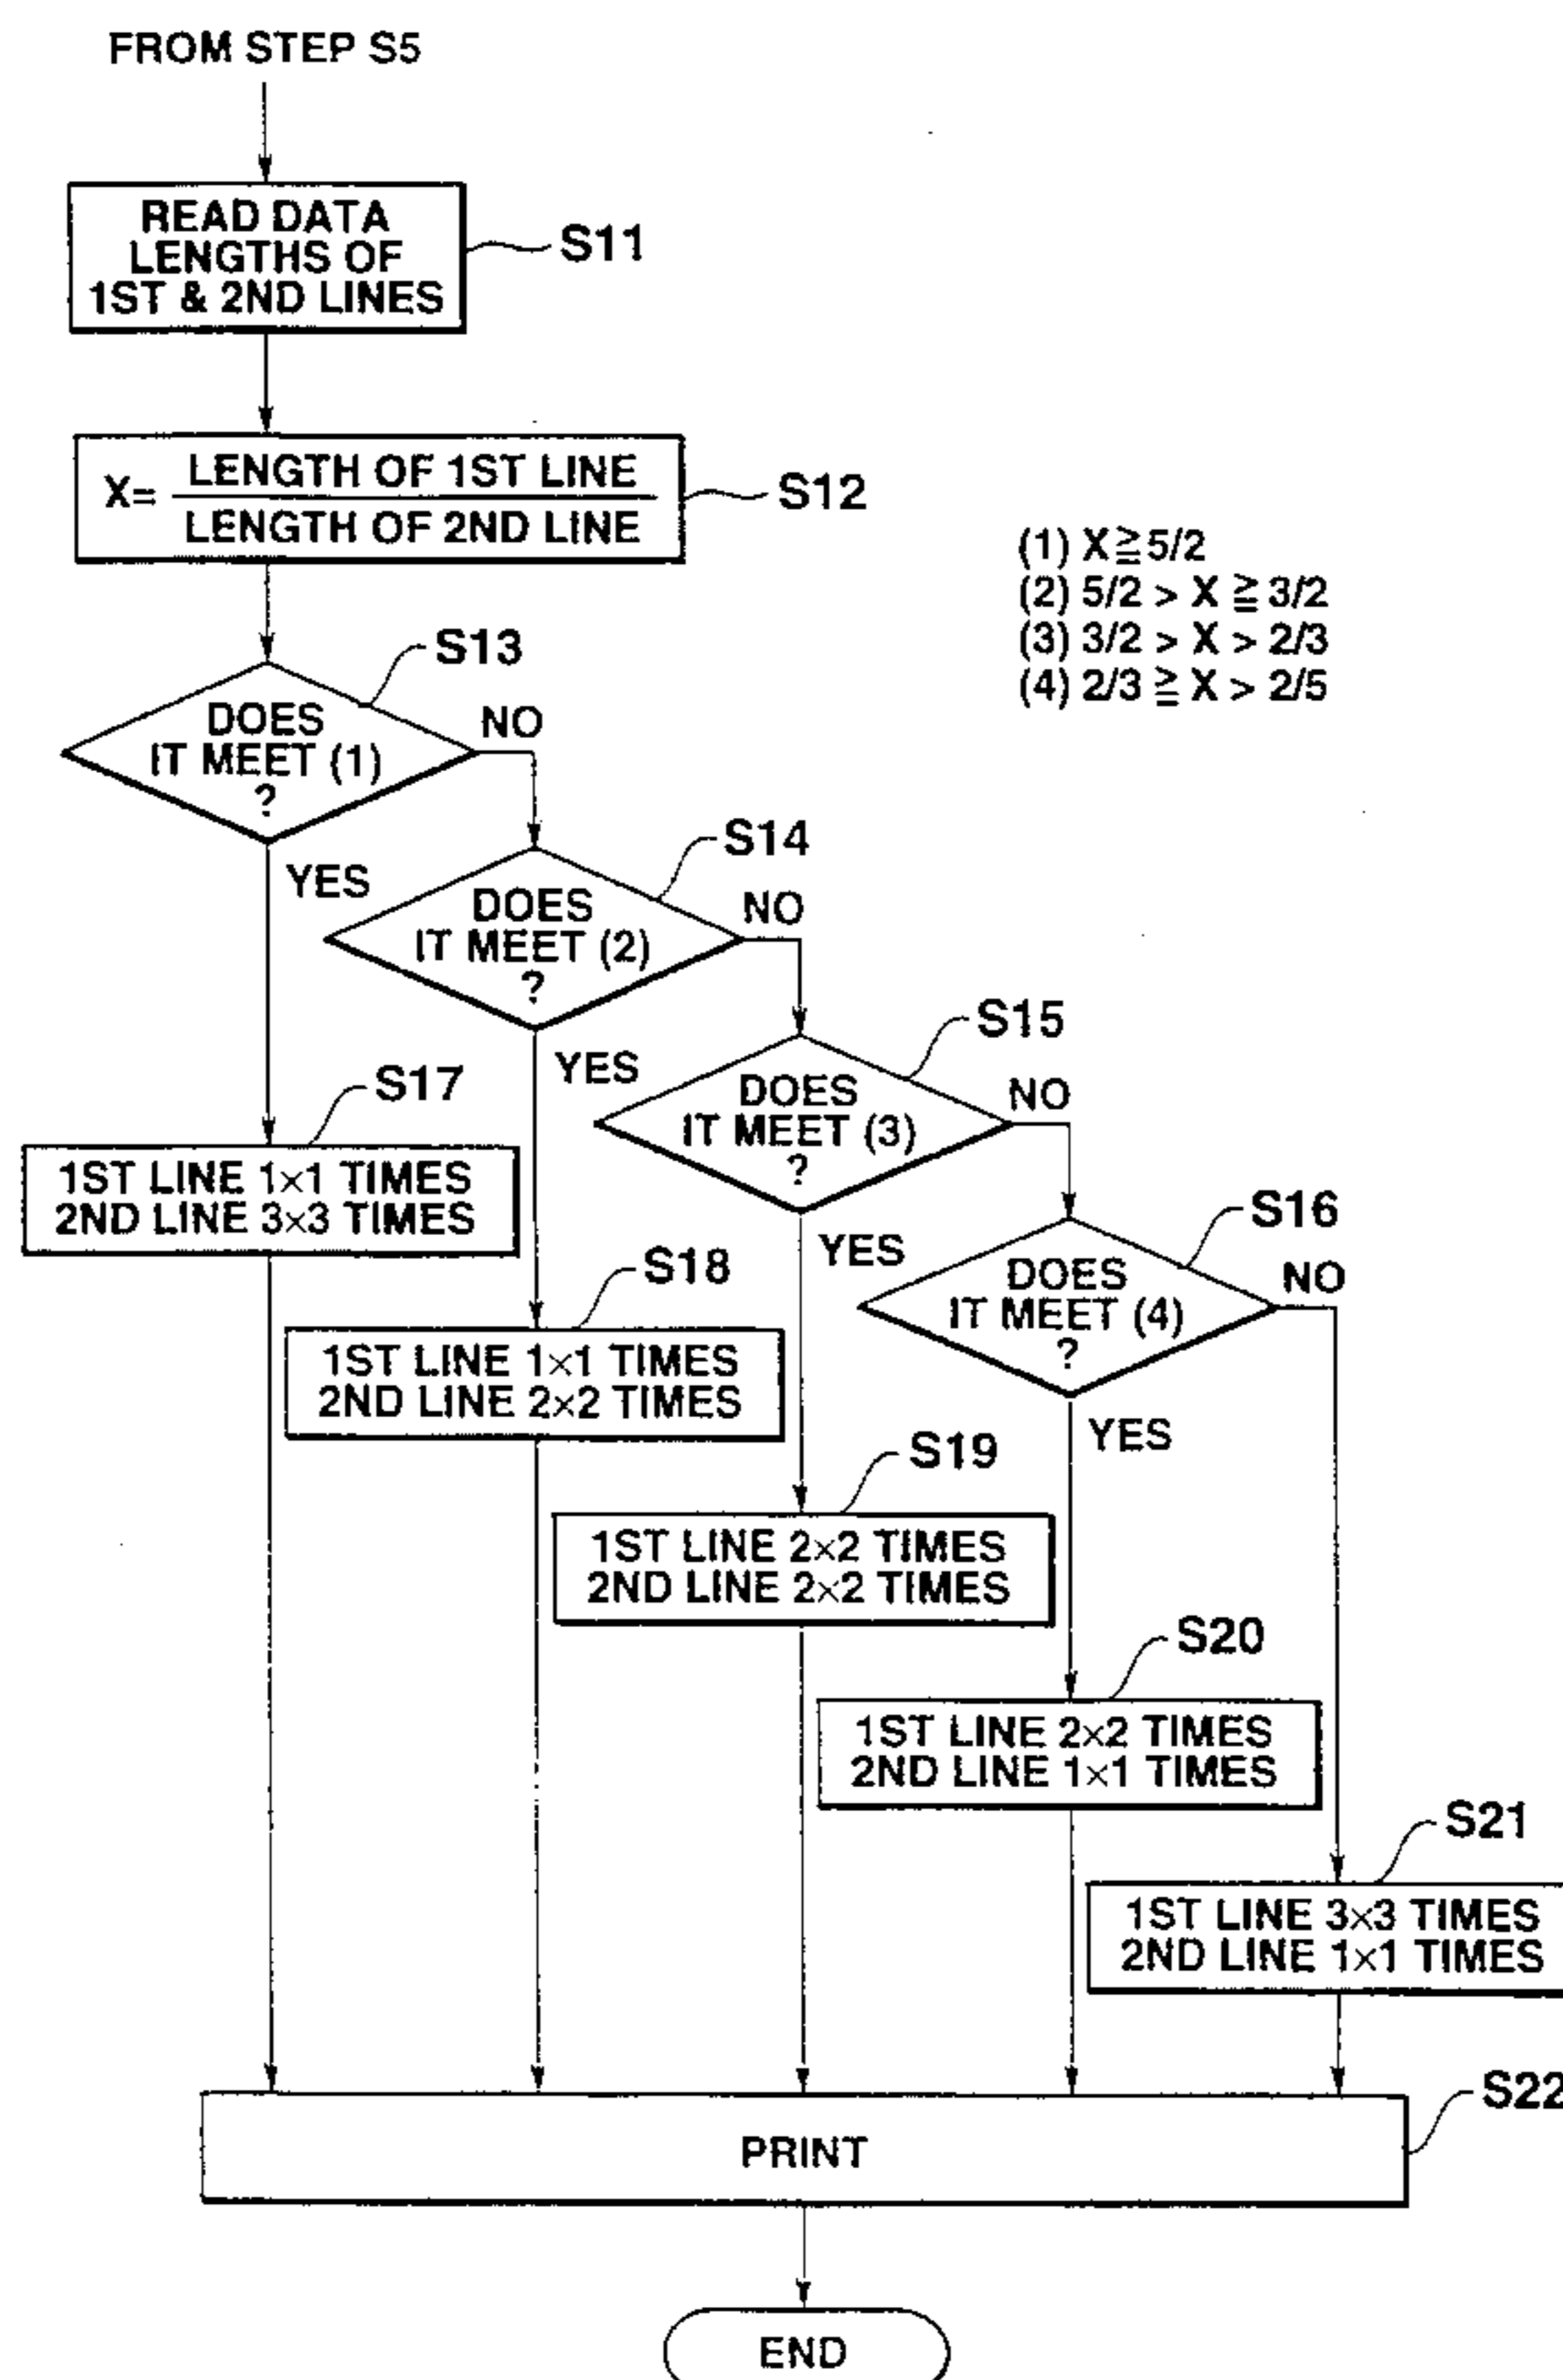 FROM STEP S5
READ DATA
LENGTHS OF
1ST & 2ND LINES
S11
X= LENGTH OF 1ST LINE
LENGTH OF 2ND LINE
S12
(1) X≧5/2
(2) 5/2 > X ≧ 3/2
(3) 3/2 > X > 2/3
(4) 2/3 ≧ X > 2/5
S13
DOES
IT MEET (1)
?
NO
YES
S14
DOES
IT MEET (2)
?
NO
YES
S15
DOES
IT MEET (3)
?
NO
YES
S16
DOES
IT MEET (4)
?
NO
YES
S17
1ST LINE 1×1 TIMES
2ND LINE 3×3 TIMES
S18
1ST LINE 1×1 TIMES
2ND LINE 2×2 TIMES
S19
1ST LINE 2×2 TIMES
2ND LINE 2×2 TIMES
S20
1ST LINE 2×2 TIMES
2ND LINE 1×1 TIMES
S21
1ST LINE 3×3 TIMES
2ND LINE 1×1 TIMES
S22
PRINT
END